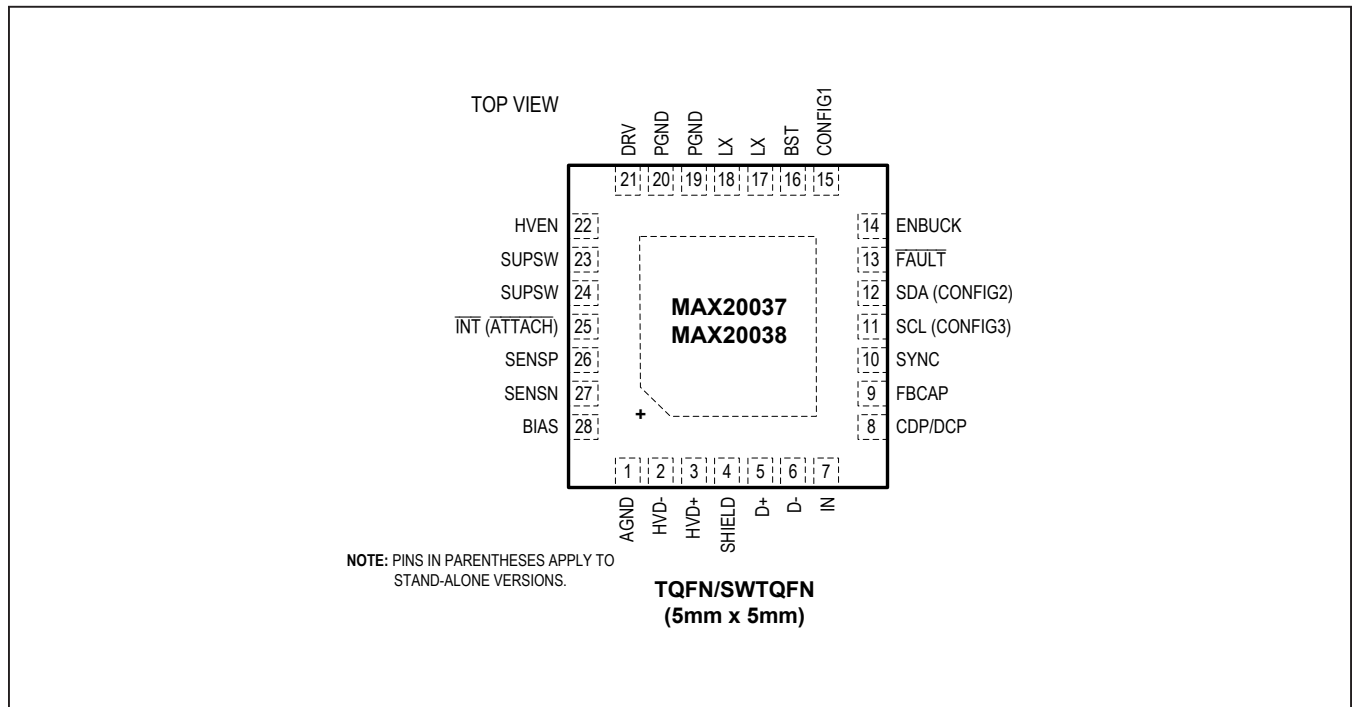 TOP VIEW
DRV
PGND
PGND
LX
LX
BST
CONFIG1
21 20 19 18 17 16 15
HVEN 22
SUPSW 23
SUPSW 24
INT (ATTACH) 25
SENSP 26
SENSN 27
BIAS 28
14 ENBUCK
13 FAULT
12 SDA (CONFIG2)
11 SCL (CONFIG3)
10 SYNC
9 FBCAP
8 CDP/DCP
MAX20037
MAX20038
+
1 2 3 4 5 6 7
AGND
HVD-
HVD+
SHIELD
D+
D-
IN
NOTE: PINS IN PARENTHESES APPLY TO
STAND-ALONE VERSIONS.
TQFN/SWTQFN
(5mm x 5mm)